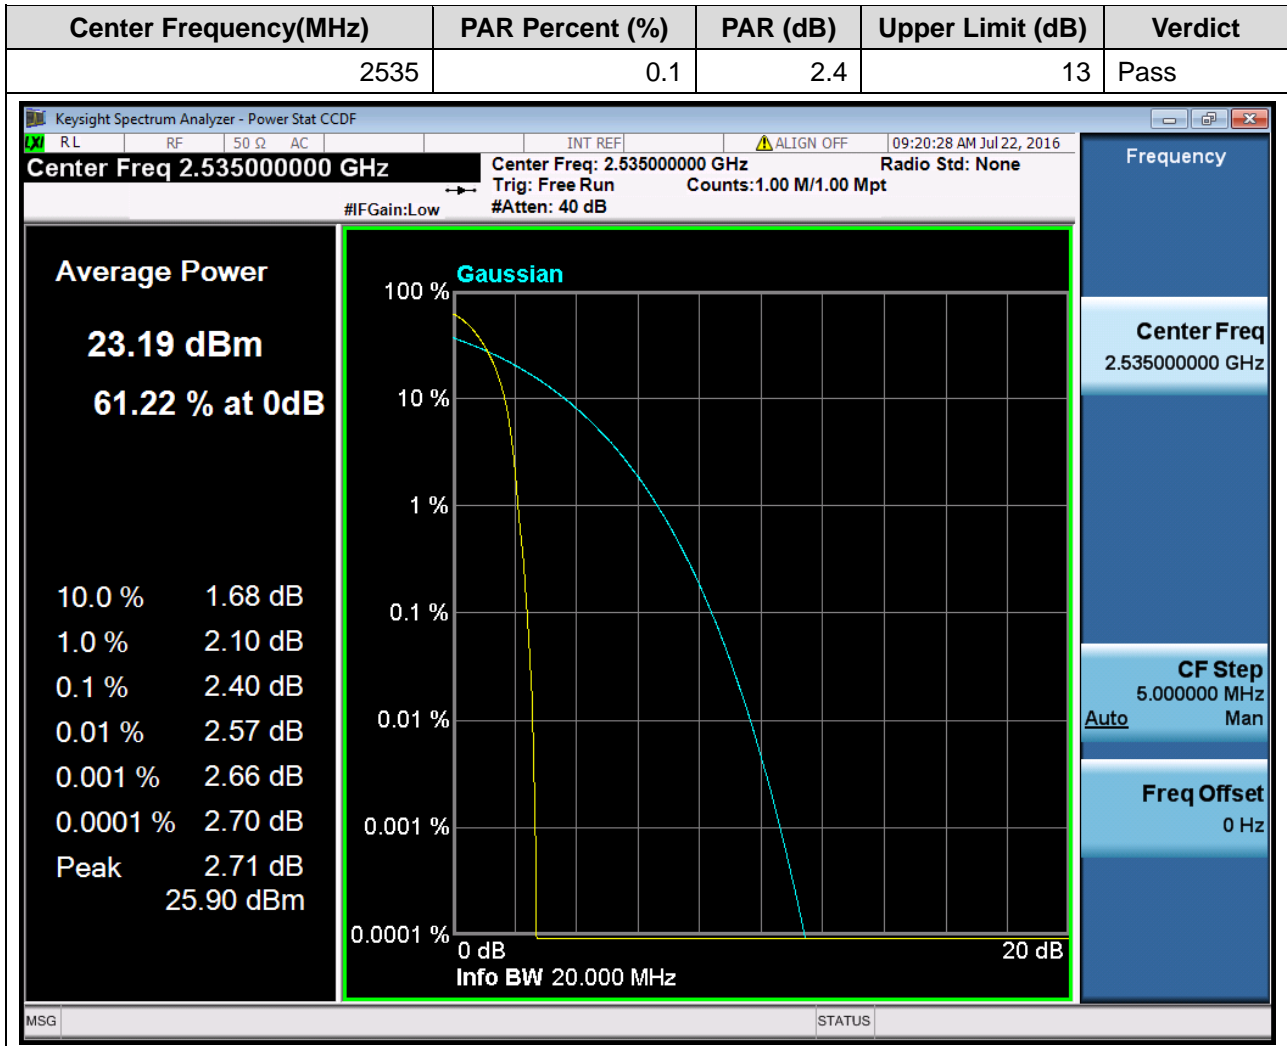 Center Frequency(MHz) PAR Percent (%) PAR (dB) Upper Limit (dB) Verdict
2535 0.1 2.4 13 Pass
Keysight Spectrum Analyzer - Power Stat CCDF
LXI RL RF 50 Ω AC INT REF ALIGN OFF 09:20:28 AM Jul 22, 2016
Center Freq 2.535000000 GHz
Center Freq: 2.535000000 GHz Radio Std: None
Trig: Free Run Counts:1.00 M/1.00 Mpt
#IFGain:Low #Atten: 40 dB
Average Power
23.19 dBm
61.22 % at 0dB
10.0 % 1.68 dB
1.0 % 2.10 dB
0.1 % 2.40 dB
0.01 % 2.57 dB
0.001 % 2.66 dB
0.0001 % 2.70 dB
Peak 2.71 dB
25.90 dBm
Gaussian
100 %
10 %
1 %
0.1 %
0.01 %
0.001 %
0.0001 %
0 dB 20 dB
Info BW 20.000 MHz
Frequency
Center Freq
2.535000000 GHz
CF Step
5.000000 MHz
Auto Man
Freq Offset
0 Hz
MSG STATUS